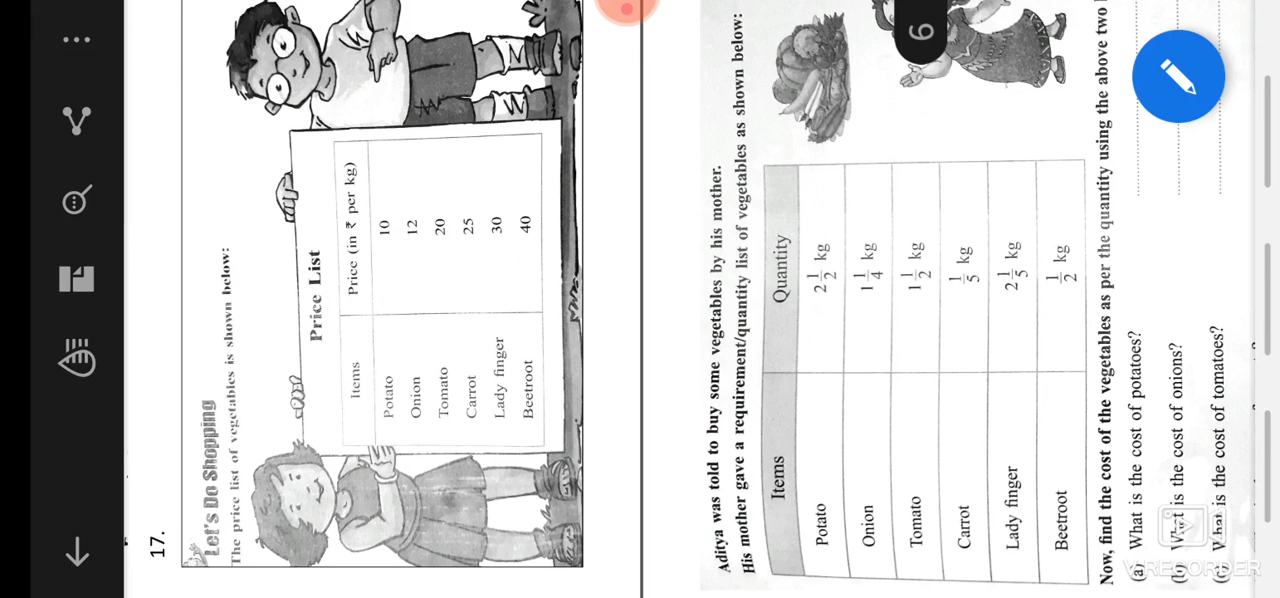 17.
Let's Do Shopping
The price list of vegetables is shown below:
Price List
Items Price (in ₹ per kg)
Potato 10
Onion 12
Tomato 20
Carrot 25
Lady finger 30
Beetroot 40
6
Aditya was told to buy some vegetables by his mother.
His mother gave a requirement/quantity list of vegetables as shown below:
Items Quantity
Potato 2 1/2 kg
Onion 1 1/4 kg
Tomato 1 1/2 kg
Carrot 1/5 kg
Lady finger 2 1/5 kg
Beetroot 1/2 kg
Now, find the cost of the vegetables as per the quantity using the above two
(a) What is the cost of potatoes?
(b) What is the cost of onions?
(c) What is the cost of tomatoes?
V RECORDER